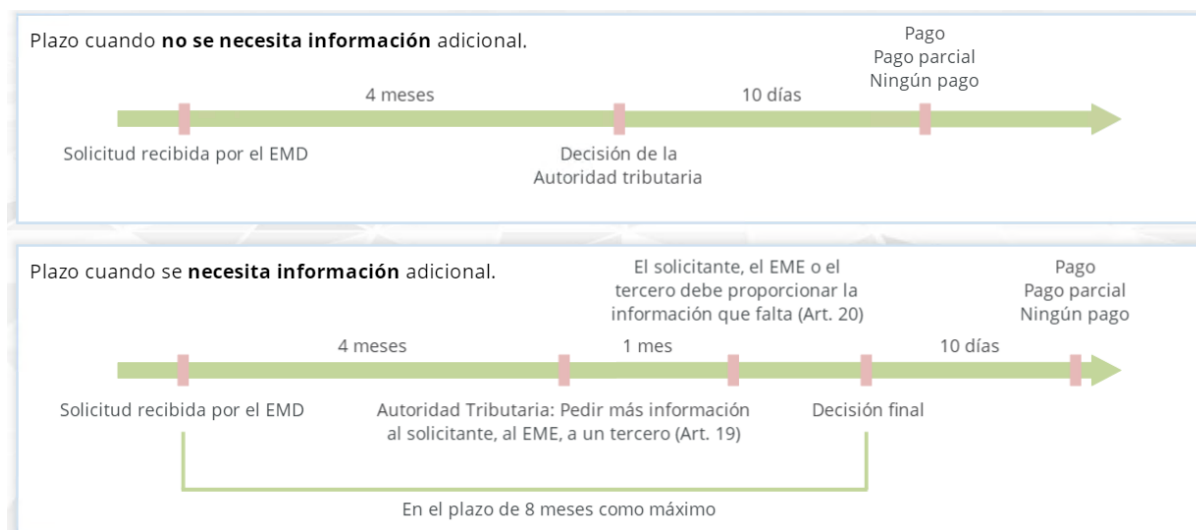 Plazo cuando no se necesita información adicional.
Pago
Pago parcial
Ningún pago
4 meses
10 días
Solicitud recibida por el EMD
Decisión de la
Autoridad tributaria
Plazo cuando se necesita información adicional.
El solicitante, el EME o el
tercero debe proporcionar la
información que falta (Art. 20)
Pago
Pago parcial
Ningún pago
4 meses
1 mes
10 días
Solicitud recibida por el EMD
Autoridad Tributaria: Pedir más información
al solicitante, al EME, a un tercero (Art. 19)
Decisión final
En el plazo de 8 meses como máximo